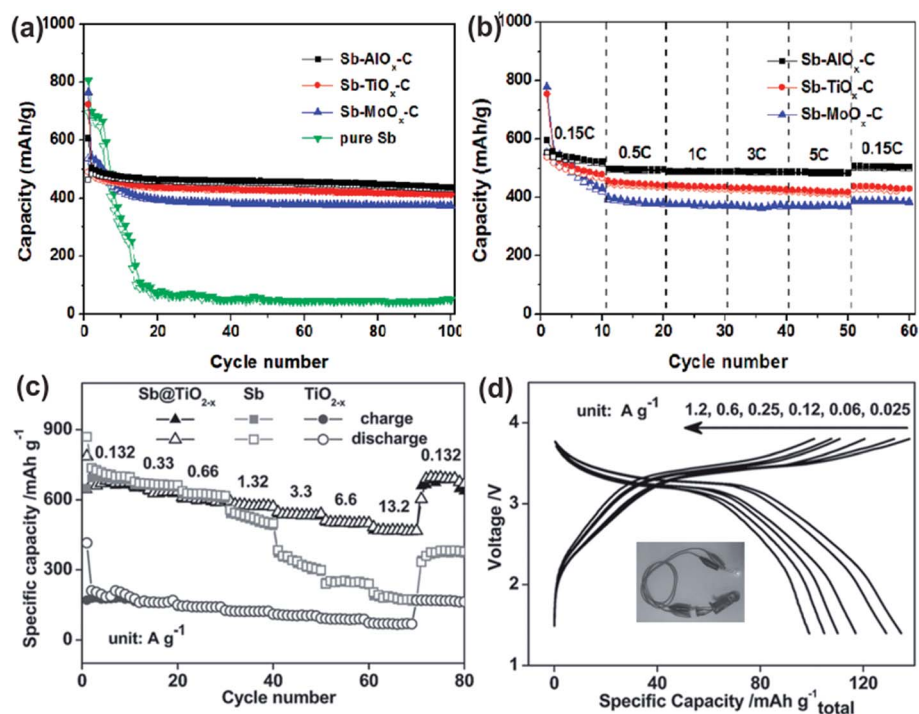 (a)
1000
800
600
400
200
0
0 20 40 60 80 100
Capacity (mAh/g)
Cycle number
Sb-AlOₓ-C
Sb-TiOₓ-C
Sb-MoOₓ-C
pure Sb
(b)
1000
800
600
400
200
0
0 10 20 30 40 50 60
Capacity (mAh/g)
Cycle number
Sb-AlOₓ-C
Sb-TiOₓ-C
Sb-MoOₓ-C
0.15C
0.5C
1C
3C
5C
0.15C
(c)
Sb@TiO₂₋ₓ Sb TiO₂₋ₓ
charge
discharge
900
600
300
0
0 20 40 60 80
Specific capacity /mAh g⁻¹
0.132 0.33 0.66 1.32 3.3 6.6 13.2 0.132
unit: A g⁻¹
Cycle number
(d)
unit: A g⁻¹ 1.2, 0.6, 0.25, 0.12, 0.06, 0.025
4
3
2
1
0 40 80 120
Voltage /V
Specific Capacity /mAh g⁻¹total